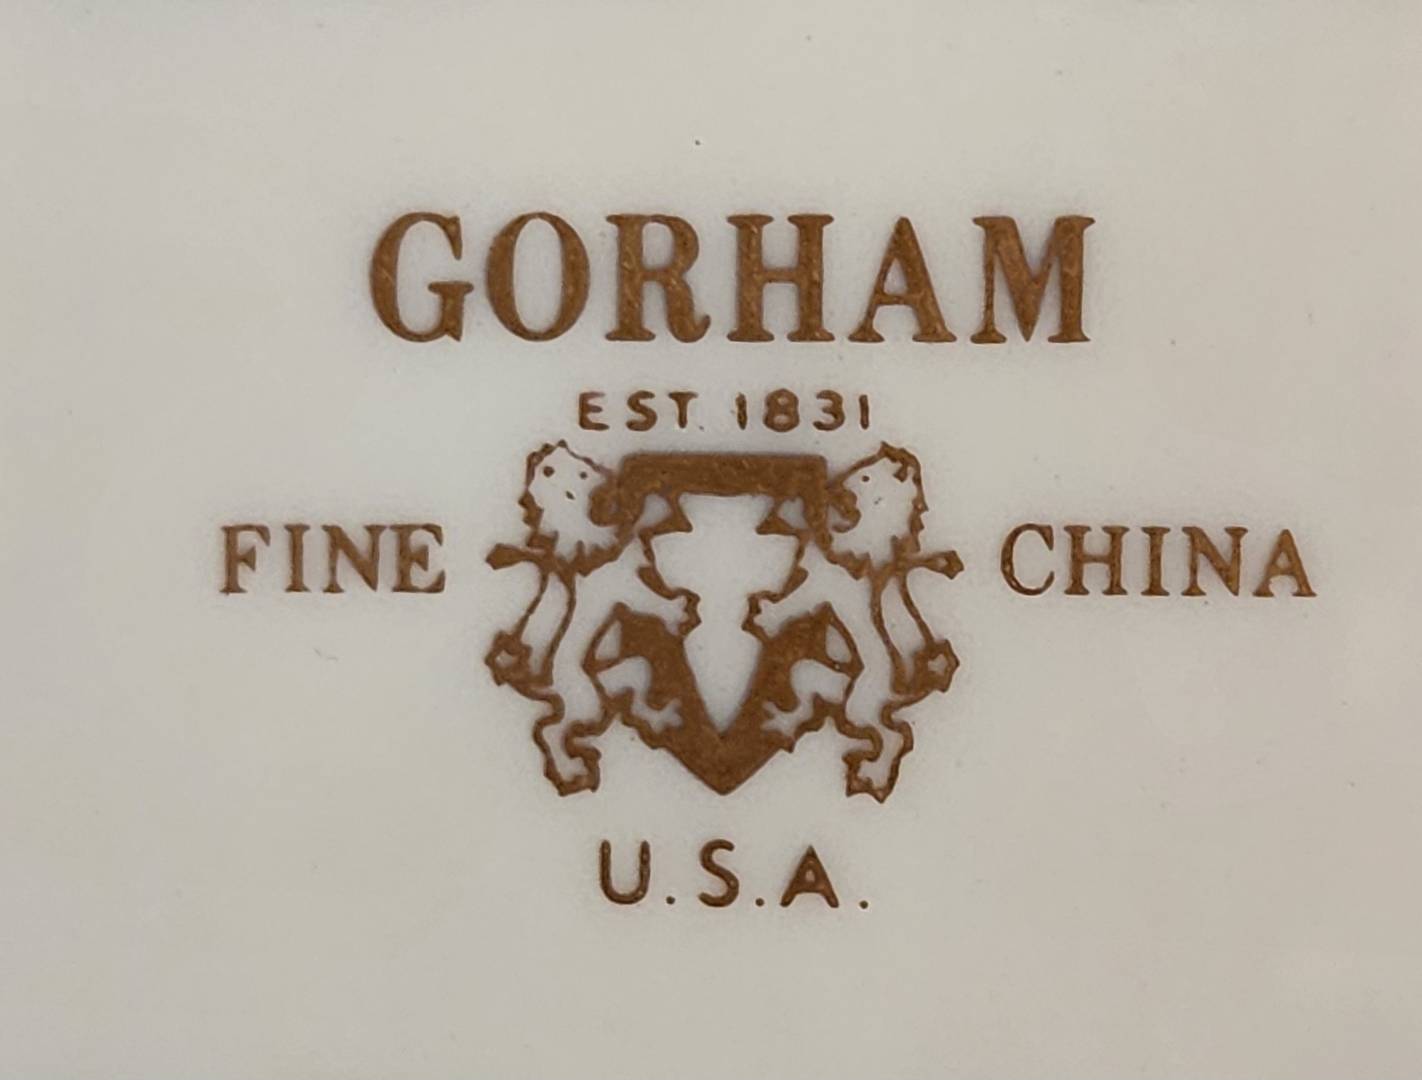 GORHAM
EST. 1831
FINE CHINA
U.S.A.